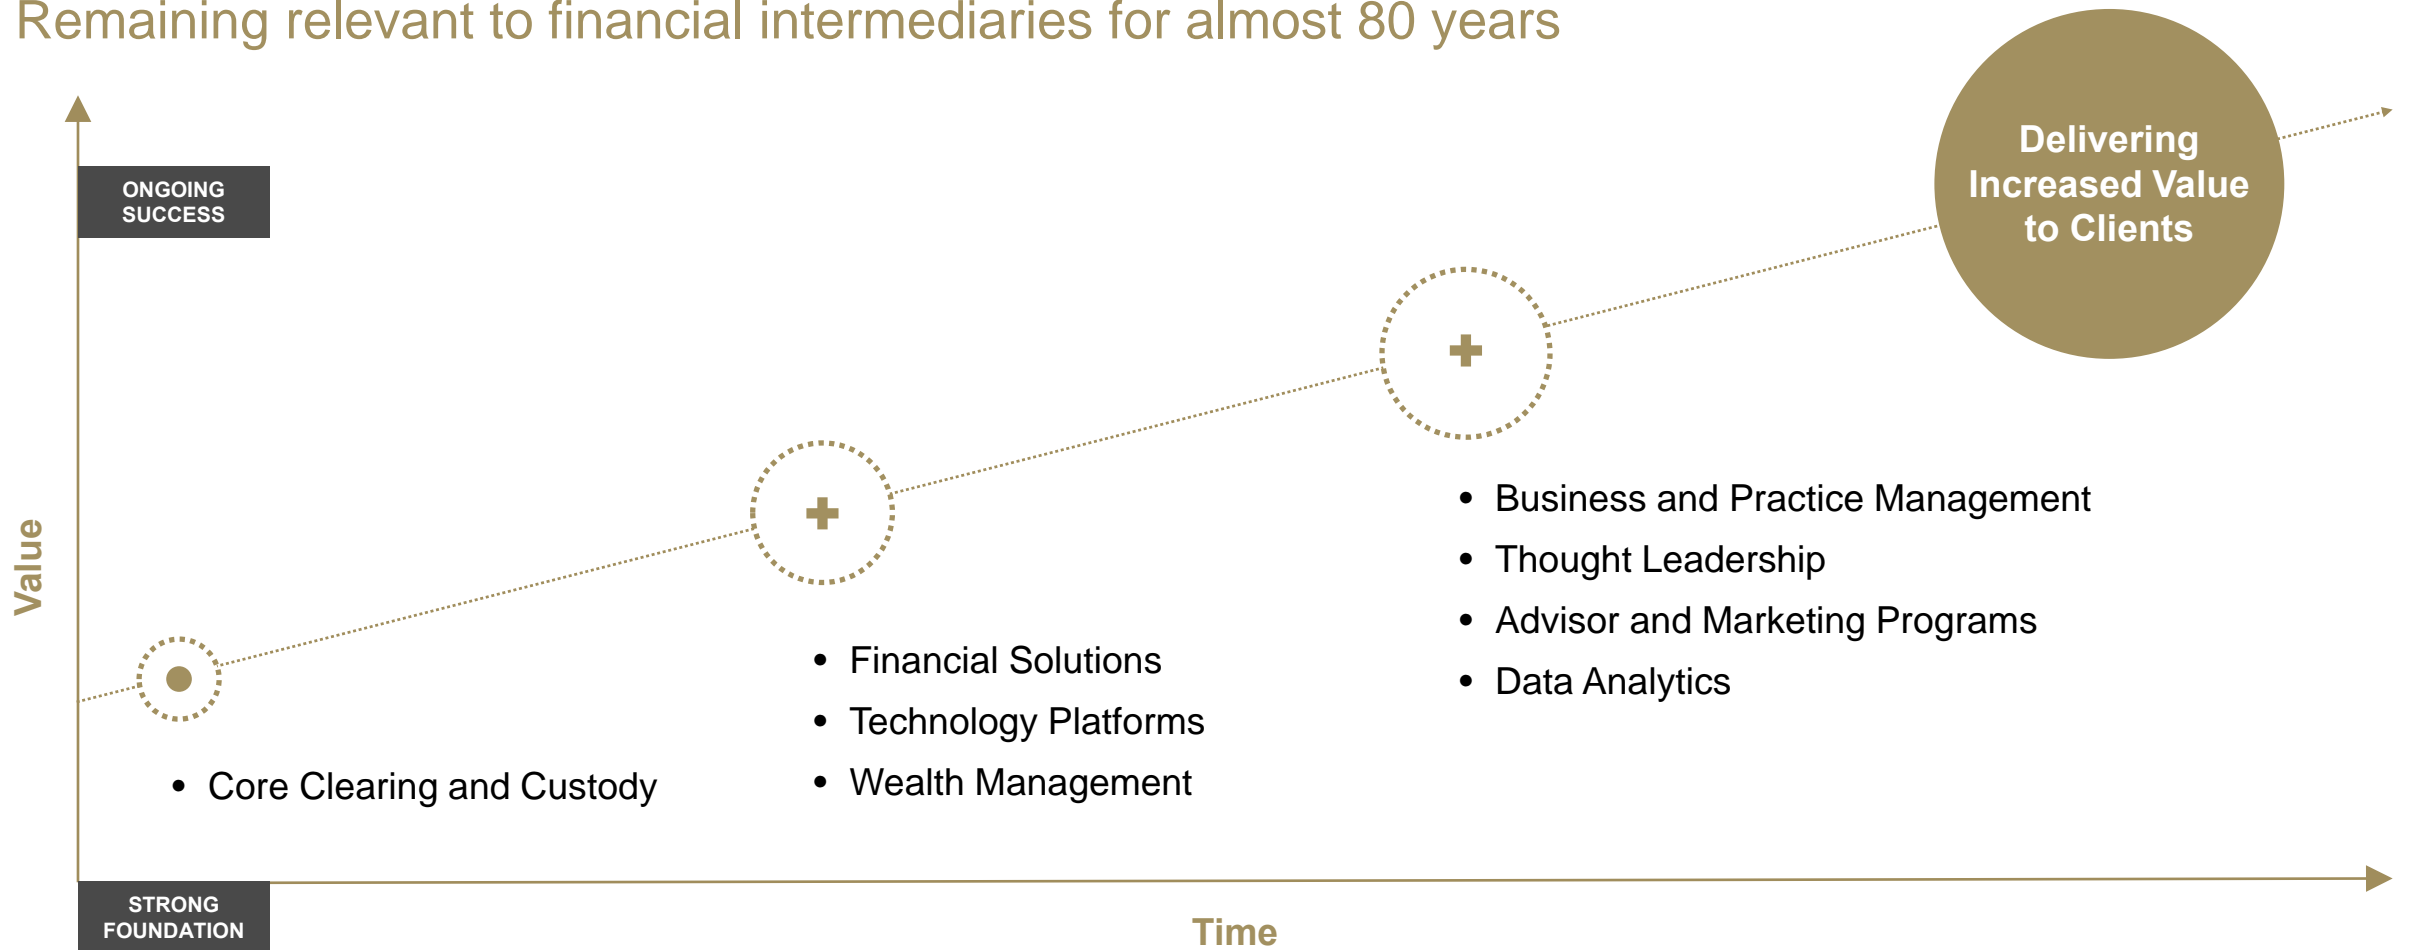 Remaining relevant to financial intermediaries for almost 80 years
ONGOING
SUCCESS
Delivering
Increased Value
to Clients
Value
• Core Clearing and Custody
• Financial Solutions
• Technology Platforms
• Wealth Management
• Business and Practice Management
• Thought Leadership
• Advisor and Marketing Programs
• Data Analytics
STRONG
FOUNDATION
Time